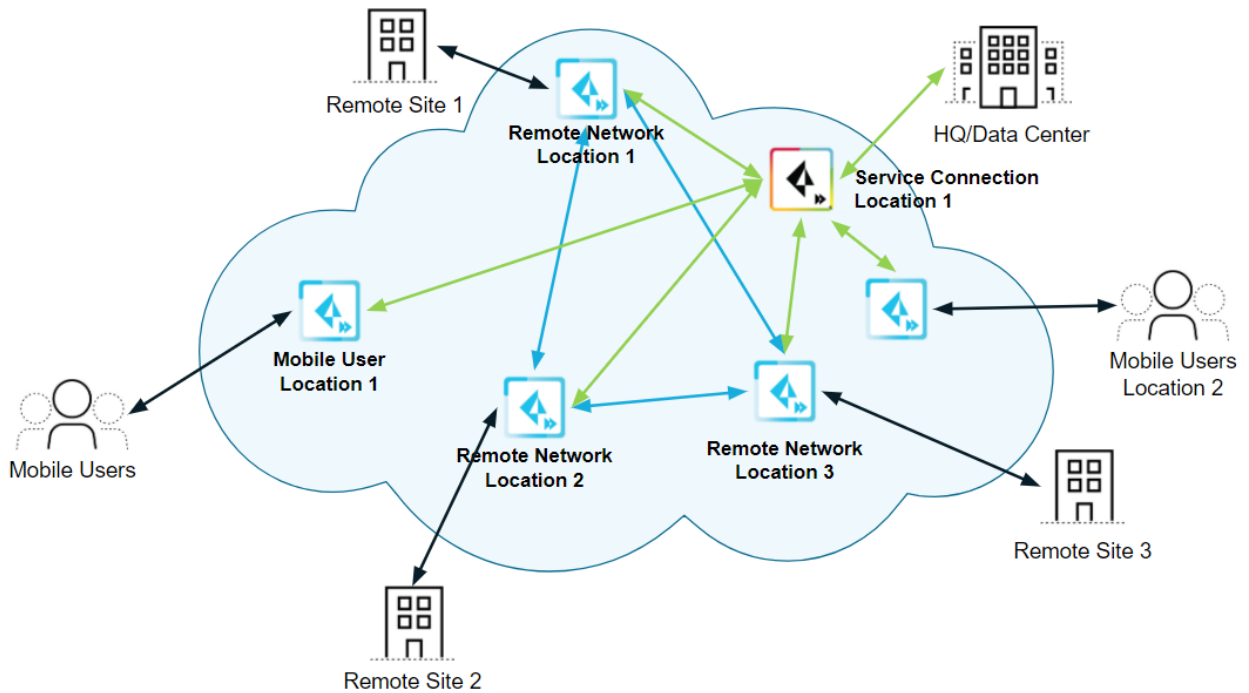 Remote Site 1
Remote Network
Location 1
HQ/Data Center
Service Connection
Location 1
Mobile User
Location 1
Mobile Users
Location 2
Mobile Users
Remote Network
Location 2
Remote Network
Location 3
Remote Site 3
Remote Site 2